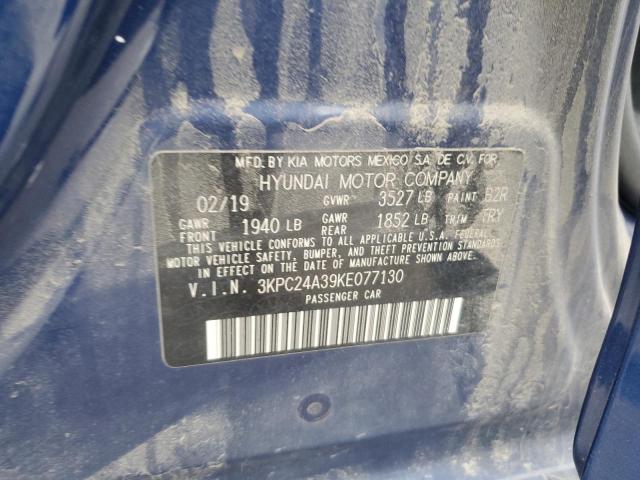 MFD. BY KIA MOTORS MEXICO S.A. DE C.V. FOR
HYUNDAI MOTOR COMPANY
02/19 GVWR 3527 LB PAINT B2R
GAWR FRONT 1940 LB GAWR REAR 1852 LB TRIM TRY
THIS VEHICLE CONFORMS TO ALL APPLICABLE U.S.A. FEDERAL
MOTOR VEHICLE SAFETY, BUMPER, AND THEFT PREVENTION STANDARDS
IN EFFECT ON THE DATE OF MANUFACTURE SHOWN ABOVE.
V.I.N. 3KPC24A39KE077130
PASSENGER CAR